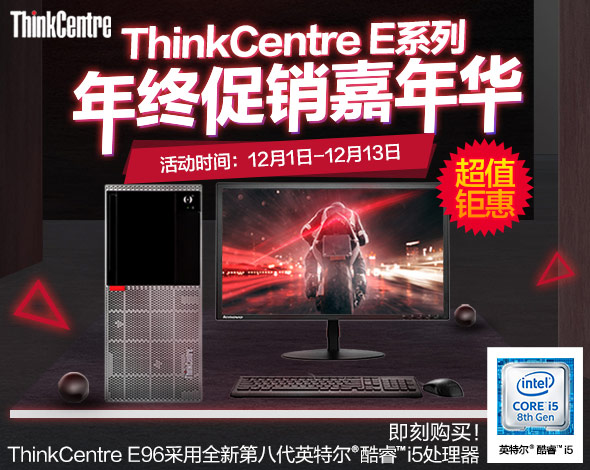 ThinkCentre
ThinkCentre E系列
年终促销嘉年华
活动时间：12月1日-12月13日
超值
钜惠
ThinkCentre
intel
CORE i5
8th Gen
即刻购买！
ThinkCentre E96采用全新第八代英特尔®酷睿™i5处理器
英特尔® 酷睿™ i5